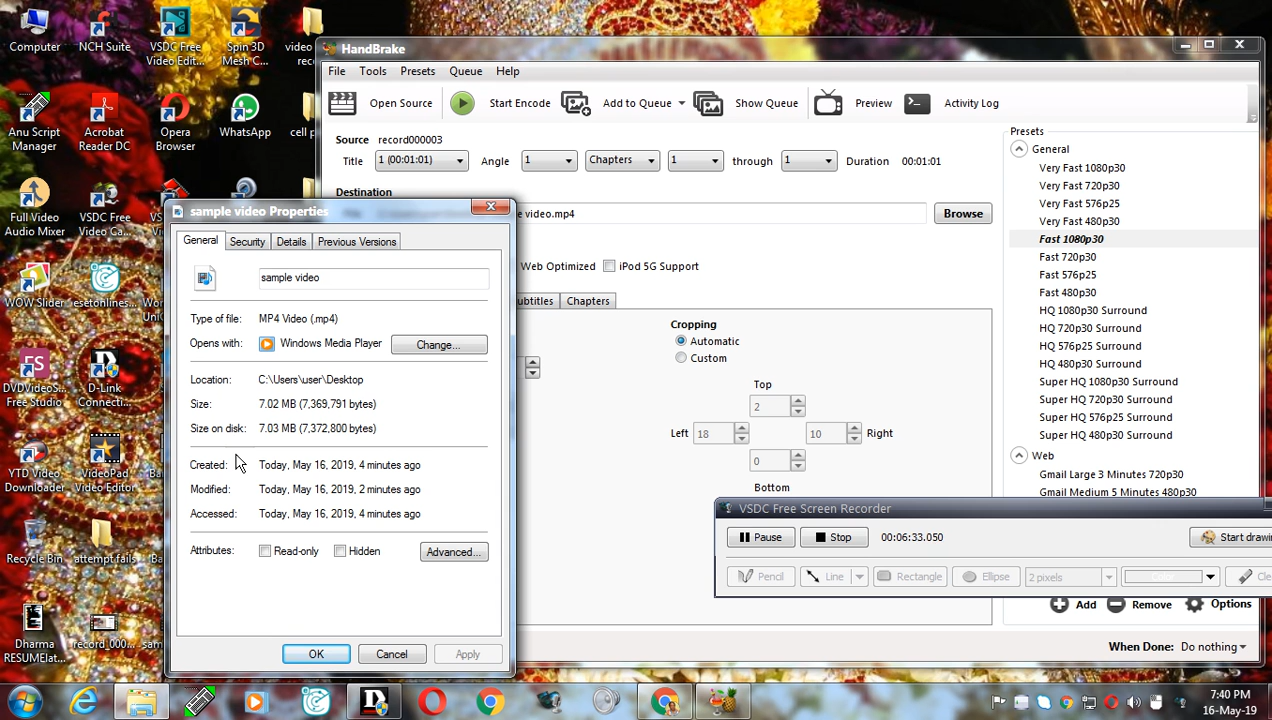 Computer
NCH Suite
VSDC Free
Video Edit...
Spin 3D
Mesh C...
video
Anu Script
Manager
Acrobat
Reader DC
Opera
Browser
WhatsApp
cell p
Full Video
Audio Mixer
VSDC Free
Video Ca...
WOW Slider
esetonlines...
DVDVideoS...
Free Studio
D-Link
Connecti...
YTD Video
Downloader
VideoPad
Video Editor
Recycle Bin
attempt fails
Dharma
RESUMElat...
record_000...
sam
HandBrake
File Tools Presets Queue Help
Open Source Start Encode Add to Queue Show Queue Preview Activity Log
Source record000003
Title 1 (00:01:01) Angle 1 Chapters 1 through 1 Duration 00:01:01
Destination
e video.mp4 Browse
Web Optimized iPod 5G Support
ubtitles Chapters
Cropping
Automatic
Custom
Top
2
Left 18 10 Right
0
Bottom
Presets
General
Very Fast 1080p30
Very Fast 720p30
Very Fast 576p25
Very Fast 480p30
Fast 1080p30
Fast 720p30
Fast 576p25
Fast 480p30
HQ 1080p30 Surround
HQ 720p30 Surround
HQ 576p25 Surround
HQ 480p30 Surround
Super HQ 1080p30 Surround
Super HQ 720p30 Surround
Super HQ 576p25 Surround
Super HQ 480p30 Surround
Web
Gmail Large 3 Minutes 720p30
Gmail Medium 5 Minutes 480p30
Add Remove Options
When Done: Do nothing
sample video Properties
General Security Details Previous Versions
sample video
Type of file: MP4 Video (.mp4)
Opens with: Windows Media Player Change...
Location: C:\Users\user\Desktop
Size: 7.02 MB (7,369,791 bytes)
Size on disk: 7.03 MB (7,372,800 bytes)
Created: Today, May 16, 2019, 4 minutes ago
Modified: Today, May 16, 2019, 2 minutes ago
Accessed: Today, May 16, 2019, 4 minutes ago
Attributes: Read-only Hidden Advanced...
OK Cancel Apply
VSDC Free Screen Recorder
Pause Stop 00:06:33.050 Start drawin
Pencil Line Rectangle Ellipse 2 pixels Color Cle
7:40 PM
16-May-19